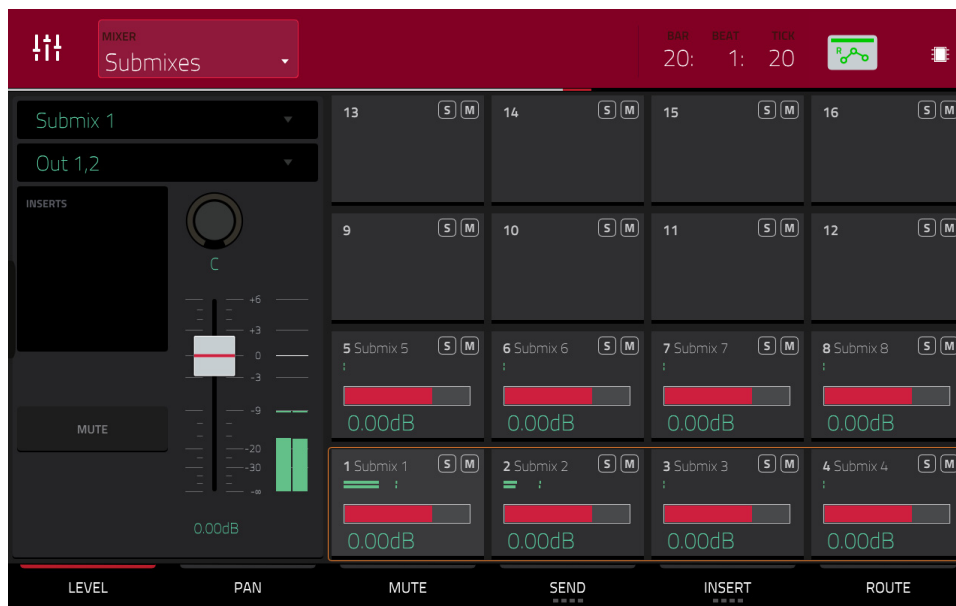 MIXER
Submixes
BAR BEAT TICK
20: 1: 20
R
Submix 1
Out 1,2
INSERTS
C
+6
+3
0
-3
-9
-20
-30
-∞
MUTE
0.00dB
13 S M
14 S M
15 S M
16 S M
9 S M
10 S M
11 S M
12 S M
5 Submix 5 S M
0.00dB
6 Submix 6 S M
0.00dB
7 Submix 7 S M
0.00dB
8 Submix 8 S M
0.00dB
1 Submix 1 S M
0.00dB
2 Submix 2 S M
0.00dB
3 Submix 3 S M
0.00dB
4 Submix 4 S M
0.00dB
LEVEL PAN MUTE SEND INSERT ROUTE